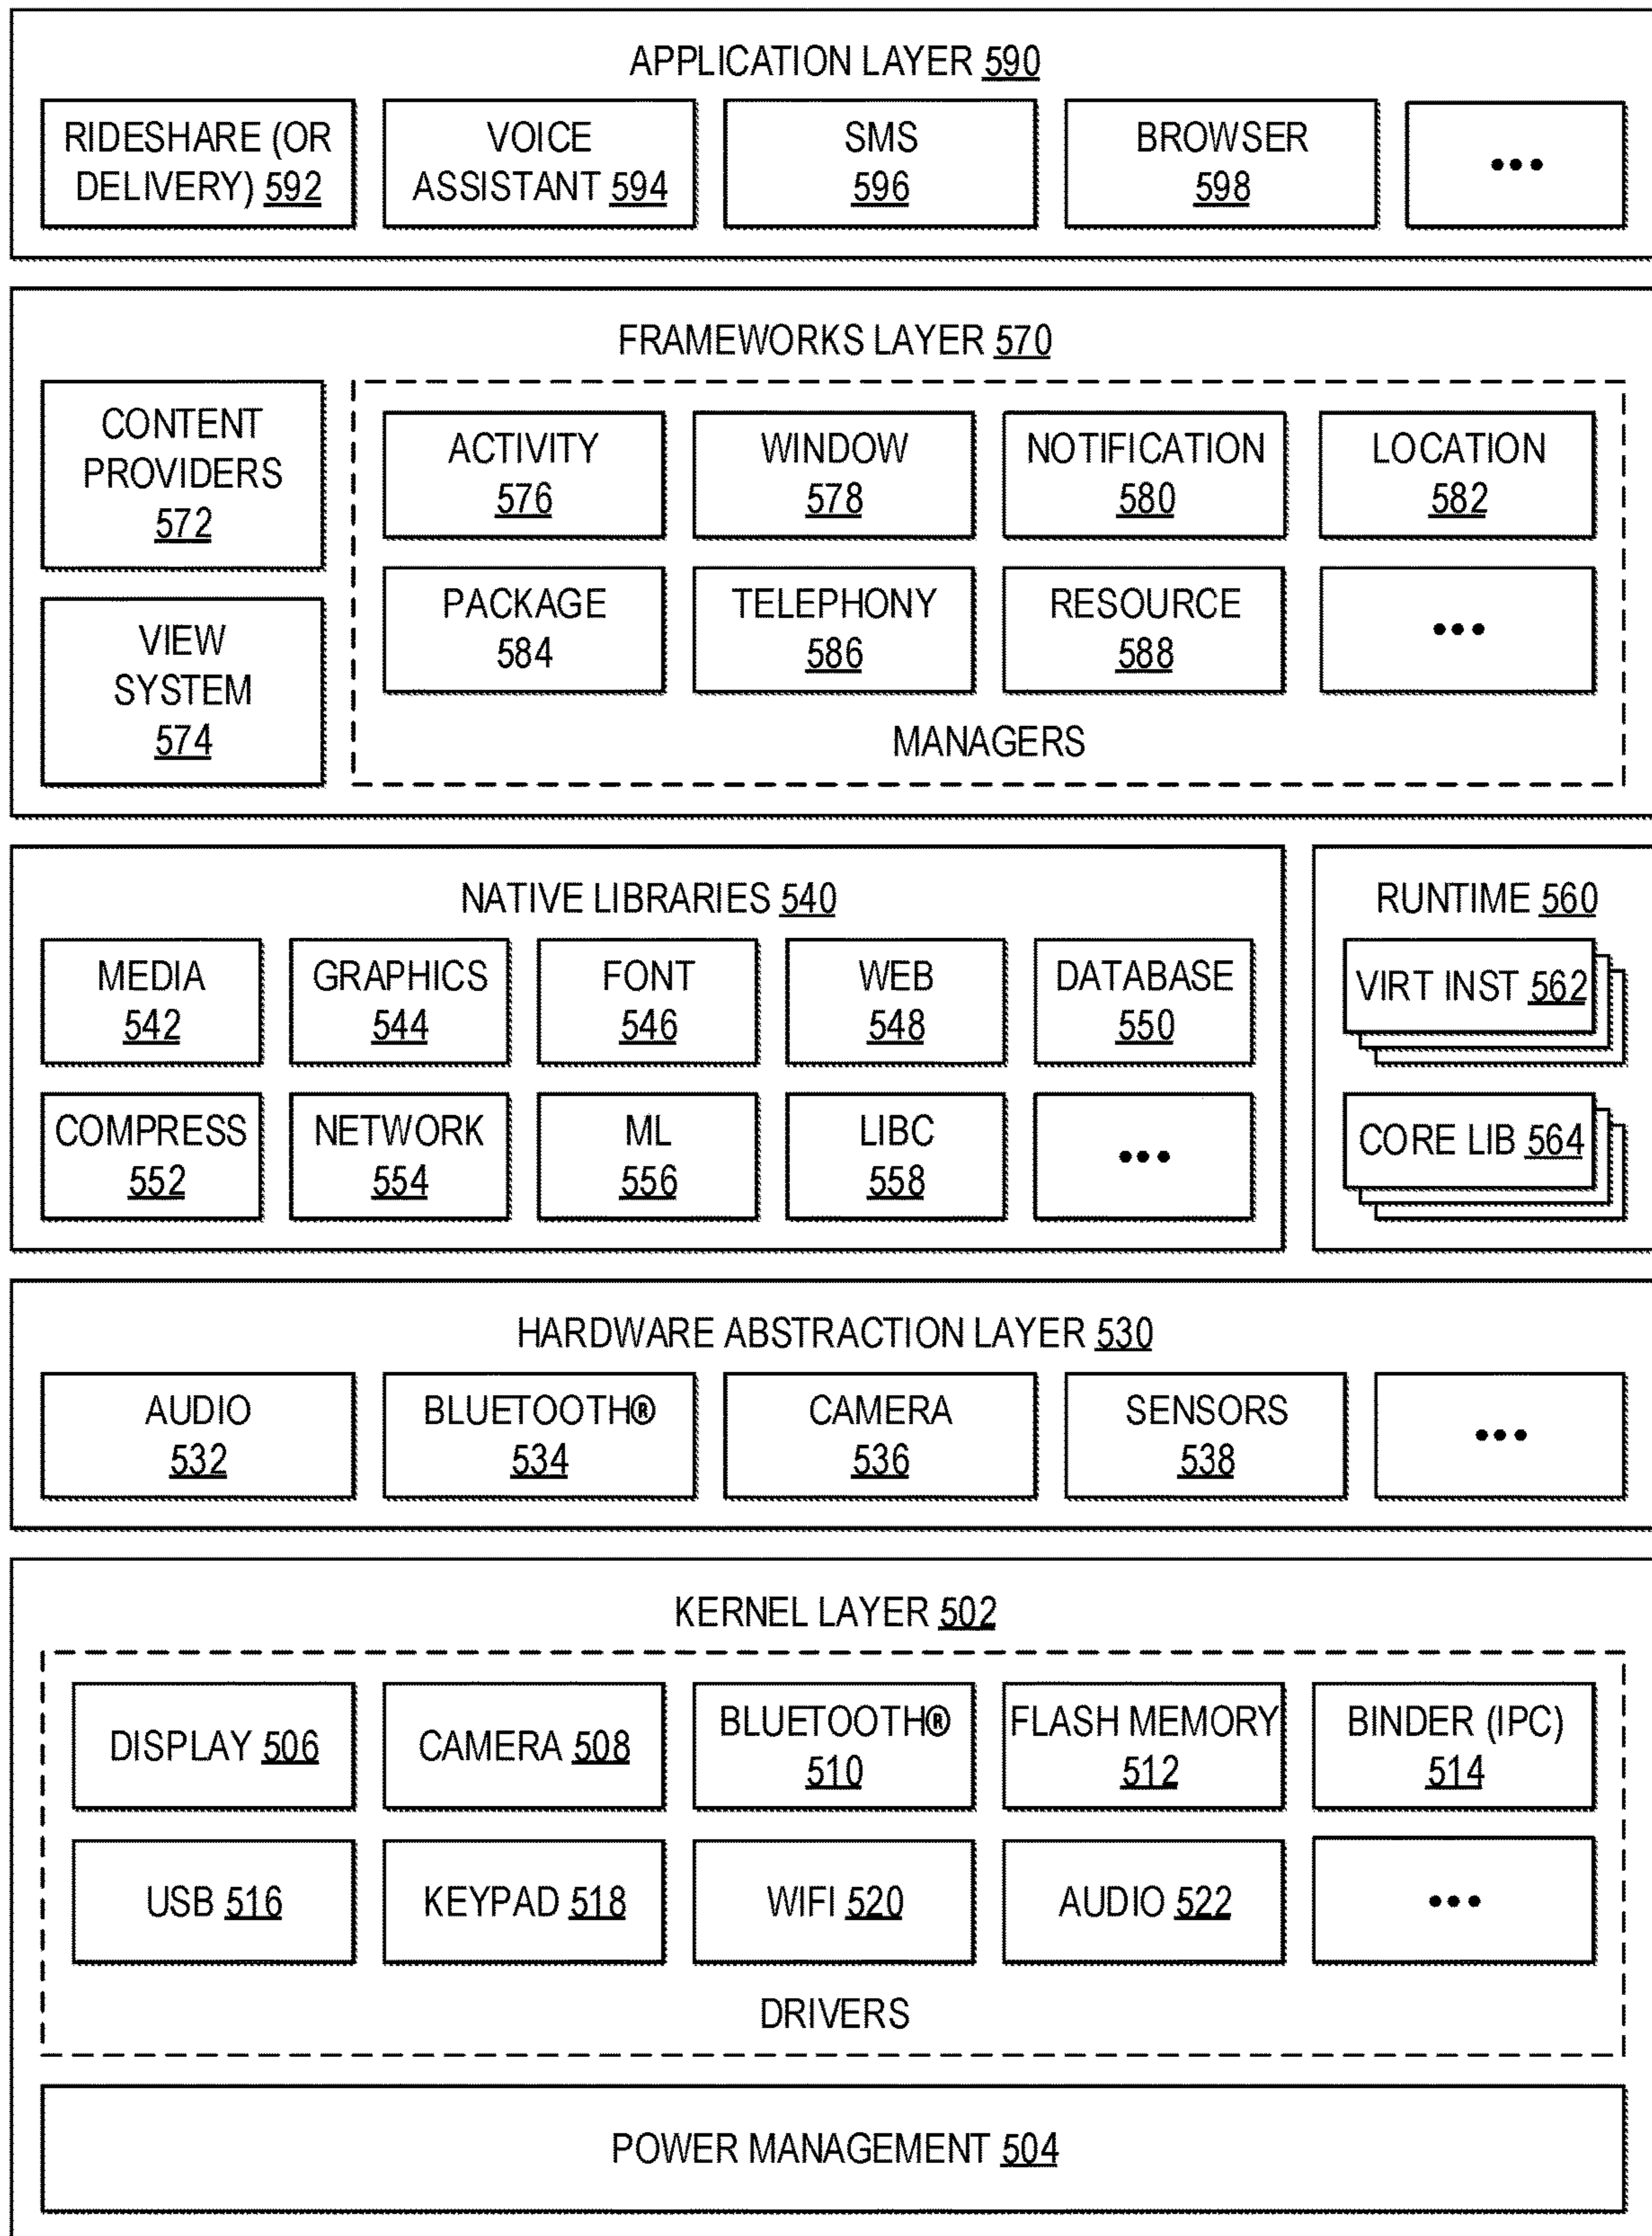 APPLICATION LAYER 590
RIDESHARE (OR
DELIVERY) 592
VOICE
ASSISTANT 594
SMS
596
BROWSER
598
•••
FRAMEWORKS LAYER 570
CONTENT
PROVIDERS
572
VIEW
SYSTEM
574
ACTIVITY
576
WINDOW
578
NOTIFICATION
580
LOCATION
582
PACKAGE
584
TELEPHONY
586
RESOURCE
588
•••
MANAGERS
NATIVE LIBRARIES 540
MEDIA
542
GRAPHICS
544
FONT
546
WEB
548
DATABASE
550
COMPRESS
552
NETWORK
554
ML
556
LIBC
558
•••
RUNTIME 560
VIRT INST 562
CORE LIB 564
HARDWARE ABSTRACTION LAYER 530
AUDIO
532
BLUETOOTH®
534
CAMERA
536
SENSORS
538
•••
KERNEL LAYER 502
DISPLAY 506
CAMERA 508
BLUETOOTH®
510
FLASH MEMORY
512
BINDER (IPC)
514
USB 516
KEYPAD 518
WIFI 520
AUDIO 522
•••
DRIVERS
POWER MANAGEMENT 504